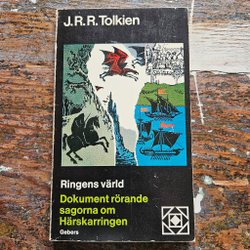 J.R.R.Tolkien
Ringens värld
Dokument rörande
sagorna om
Härskarringen
Gebers